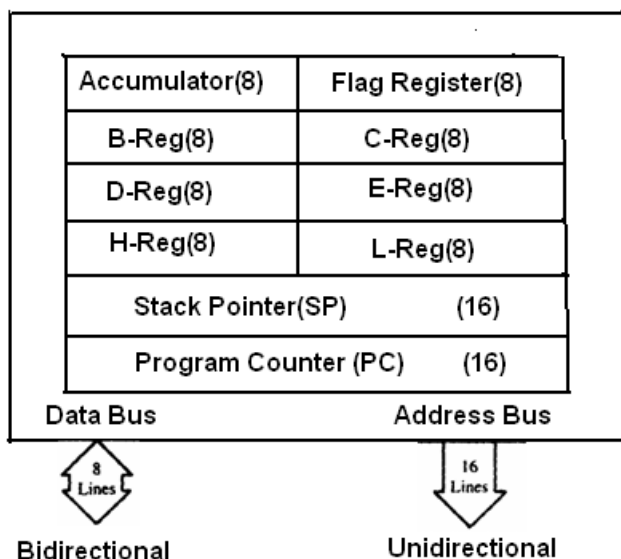 Accumulator(8) Flag Register(8)
B-Reg(8) C-Reg(8)
D-Reg(8) E-Reg(8)
H-Reg(8) L-Reg(8)
Stack Pointer(SP) (16)
Program Counter (PC) (16)
Data Bus Address Bus
8 16
Lines Lines
Bidirectional Unidirectional